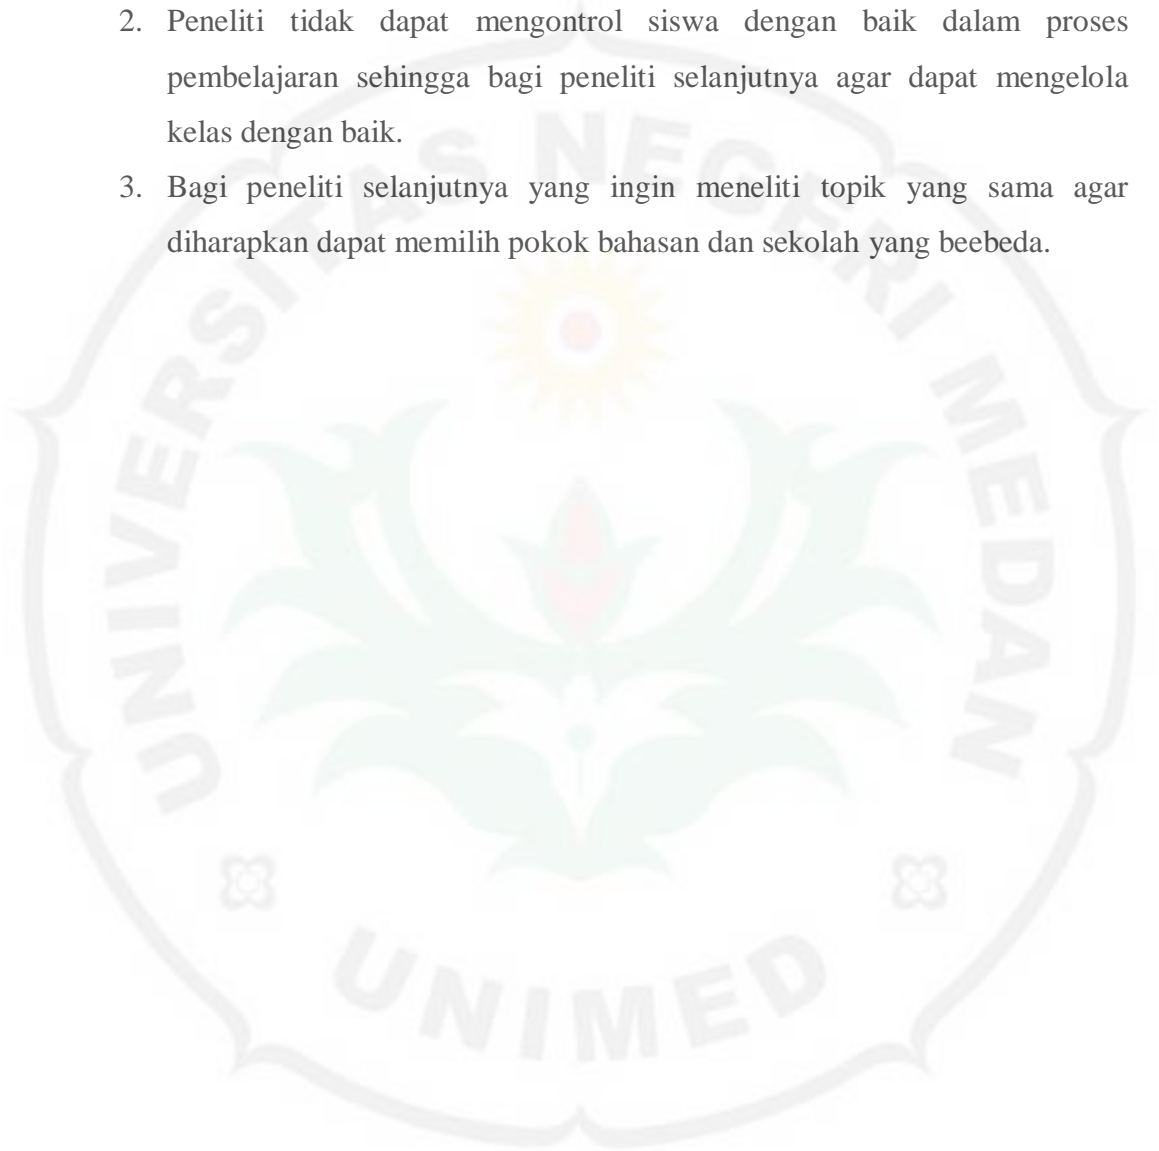 2. Peneliti tidak dapat mengontrol siswa dengan baik dalam proses
pembelajaran sehingga bagi peneliti selanjutnya agar dapat mengelola
kelas dengan baik.
3. Bagi peneliti selanjutnya yang ingin meneliti topik yang sama agar
diharapkan dapat memilih pokok bahasan dan sekolah yang beebeda.
UNIVERSITAS NEGERI MEDAN
UNIMED